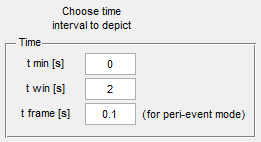 Choose time
interval to depict
Time
t min [s] 0
t win [s] 2
t frame [s] 0.1 (for peri-event mode)